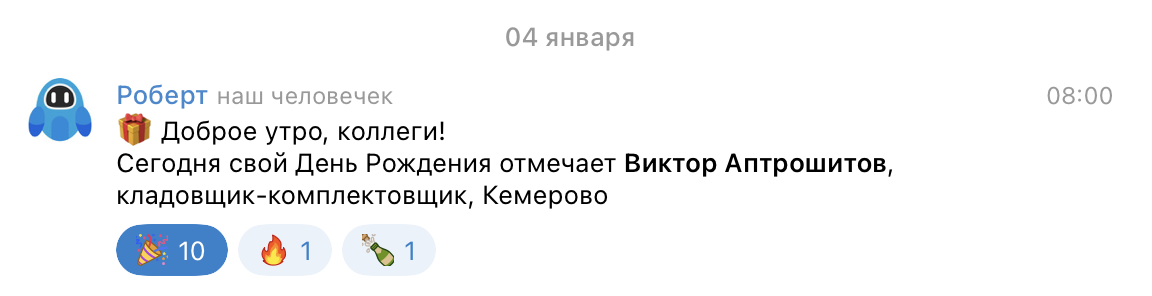 04 января
Роберт наш человечек 08:00
🎁 Доброе утро, коллеги!
Сегодня свой День Рождения отмечает Виктор Аптрошитов,
кладовщик-комплектовщик, Кемерово
🎉 10 🔥 1 🍾 1